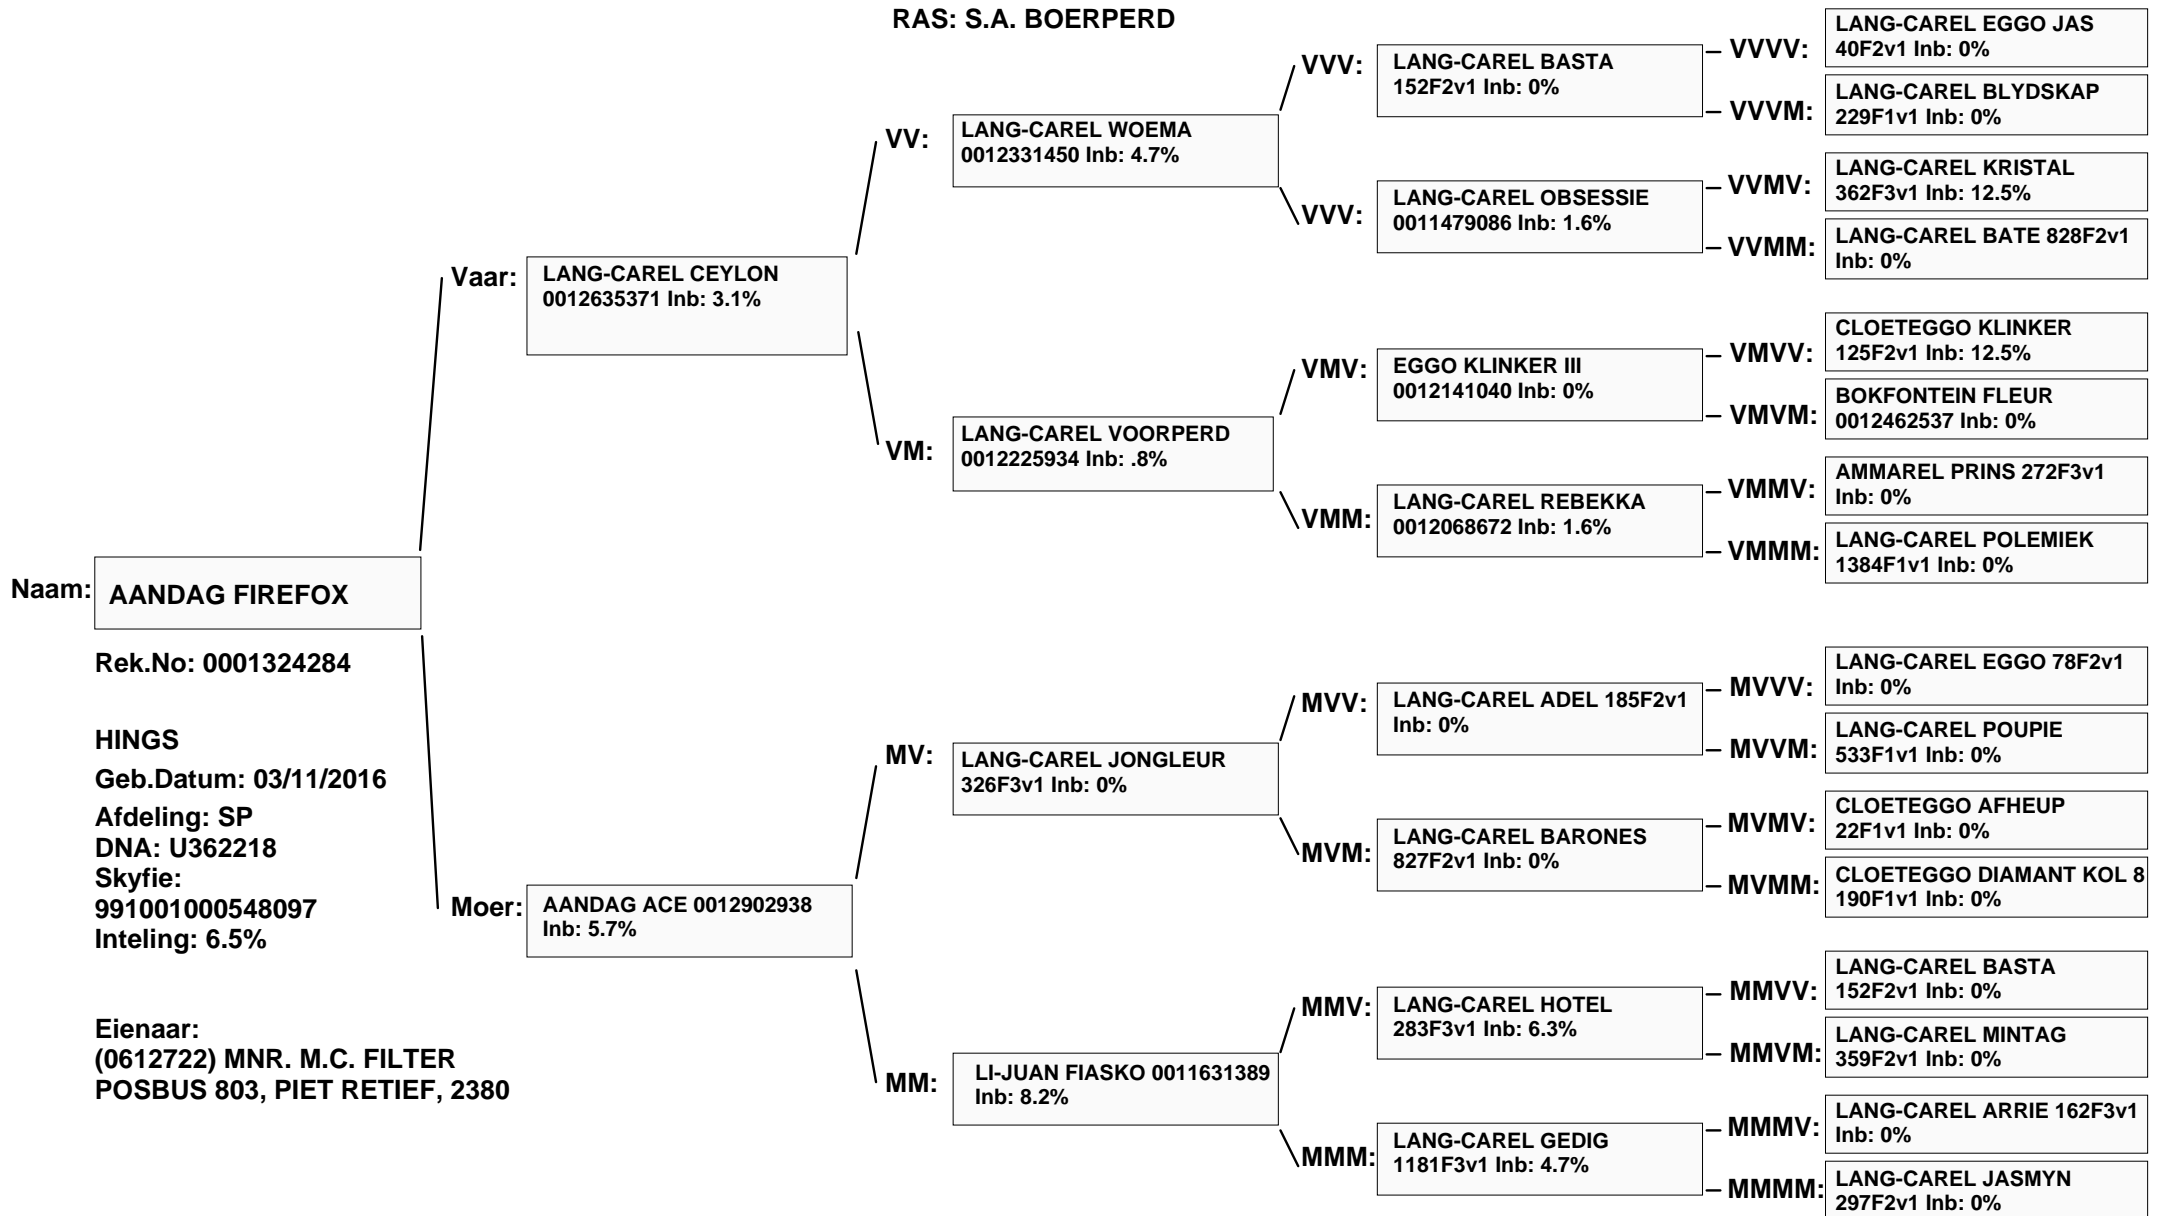 RAS: S.A. BOERPERD
Naam:
AANDAG FIREFOX
Rek.No: 0001324284
HINGS
Geb.Datum: 03/11/2016
Afdeling: SP
DNA: U362218
Skyfie:
991001000548097
Inteling: 6.5%
Eienaar:
(0612722) MNR. M.C. FILTER
POSBUS 803, PIET RETIEF, 2380
Vaar:
LANG-CAREL CEYLON
0012635371 Inb: 3.1%
Moer:
AANDAG ACE 0012902938
Inb: 5.7%
VV:
LANG-CAREL WOEMA
0012331450 Inb: 4.7%
VM:
LANG-CAREL VOORPERD
0012225934 Inb: .8%
MV:
LANG-CAREL JONGLEUR
326F3v1 Inb: 0%
MM:
LI-JUAN FIASKO 0011631389
Inb: 8.2%
VVV:
LANG-CAREL BASTA
152F2v1 Inb: 0%
VVV:
LANG-CAREL OBSESSIE
0011479086 Inb: 1.6%
VMV:
EGGO KLINKER III
0012141040 Inb: 0%
VMM:
LANG-CAREL REBEKKA
0012068672 Inb: 1.6%
MVV:
LANG-CAREL ADEL 185F2v1
Inb: 0%
MVM:
LANG-CAREL BARONES
827F2v1 Inb: 0%
MMV:
LANG-CAREL HOTEL
283F3v1 Inb: 6.3%
MMM:
LANG-CAREL GEDIG
1181F3v1 Inb: 4.7%
VVVV:
LANG-CAREL EGGO JAS
40F2v1 Inb: 0%
VVVM:
LANG-CAREL BLYDSKAP
229F1v1 Inb: 0%
VVMV:
LANG-CAREL KRISTAL
362F3v1 Inb: 12.5%
VVMM:
LANG-CAREL BATE 828F2v1
Inb: 0%
VMVV:
CLOETEGGO KLINKER
125F2v1 Inb: 12.5%
VMVM:
BOKFONTEIN FLEUR
0012462537 Inb: 0%
VMMV:
AMMAREL PRINS 272F3v1
Inb: 0%
VMMM:
LANG-CAREL POLEMIEK
1384F1v1 Inb: 0%
MVVV:
LANG-CAREL EGGO 78F2v1
Inb: 0%
MVVM:
LANG-CAREL POUPIE
533F1v1 Inb: 0%
MVMV:
CLOETEGGO AFHEUP
22F1v1 Inb: 0%
MVMM:
CLOETEGGO DIAMANT KOL 8
190F1v1 Inb: 0%
MMVV:
LANG-CAREL BASTA
152F2v1 Inb: 0%
MMVM:
LANG-CAREL MINTAG
359F2v1 Inb: 0%
MMMV:
LANG-CAREL ARRIE 162F3v1
Inb: 0%
MMMM:
LANG-CAREL JASMYN
297F2v1 Inb: 0%